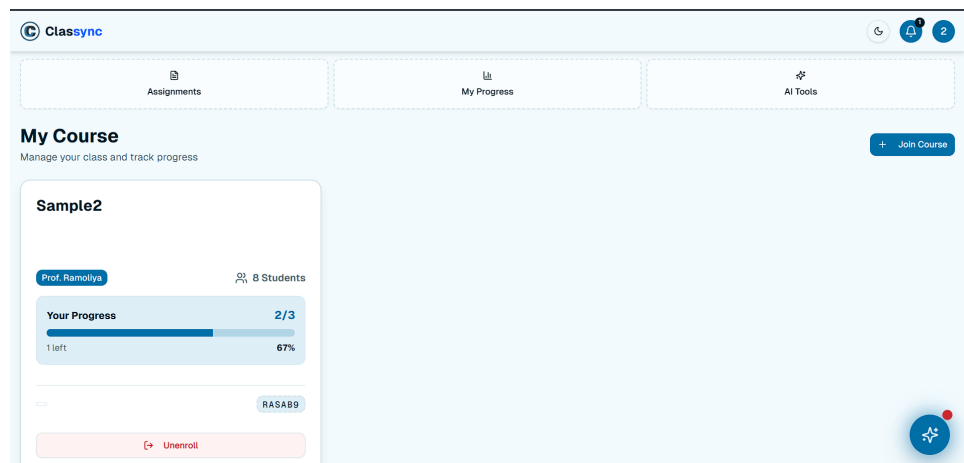 Classync
1
2
Assignments
My Progress
AI Tools
My Course
Manage your class and track progress
+ Join Course
Sample2
Prof. Ramoliya
8 Students
Your Progress
2/3
1 left
67%
RASAB9
Unenroll